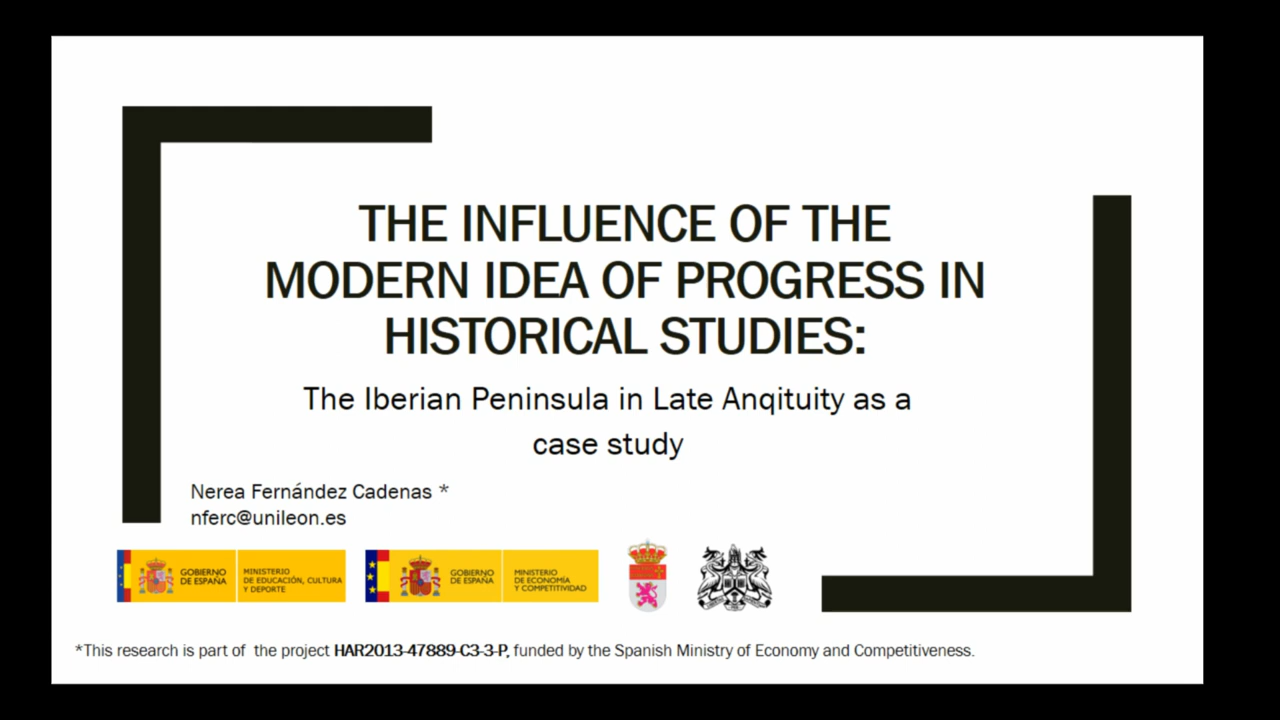 THE INFLUENCE OF THE
MODERN IDEA OF PROGRESS IN
HISTORICAL STUDIES:
The Iberian Peninsula in Late Anqituity as a
case study
Nerea Fernández Cadenas *
nferc@unileon.es
GOBIERNO
DE ESPAÑA
MINISTERIO
DE EDUCACIÓN, CULTURA
Y DEPORTE
GOBIERNO
DE ESPAÑA
MINISTERIO
DE ECONOMÍA
Y COMPETITIVIDAD
*This research is part of the project HAR2013-47889-C3-3-P, funded by the Spanish Ministry of Economy and Competitiveness.